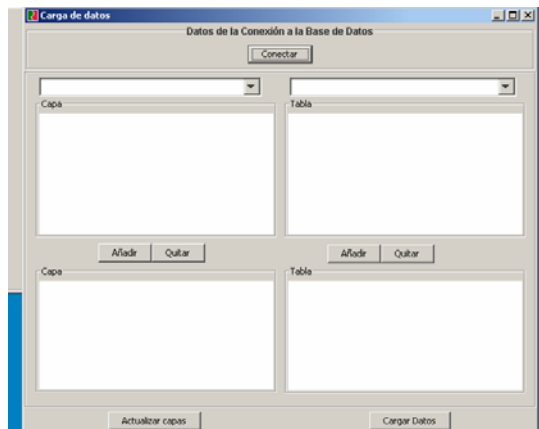 Carga de datos
Datos de la Conexión a la Base de Datos
Conectar
Capa Tabla
Añadir Quitar Añadir Quitar
Capa Tabla
Actualizar capas Cargar Datos